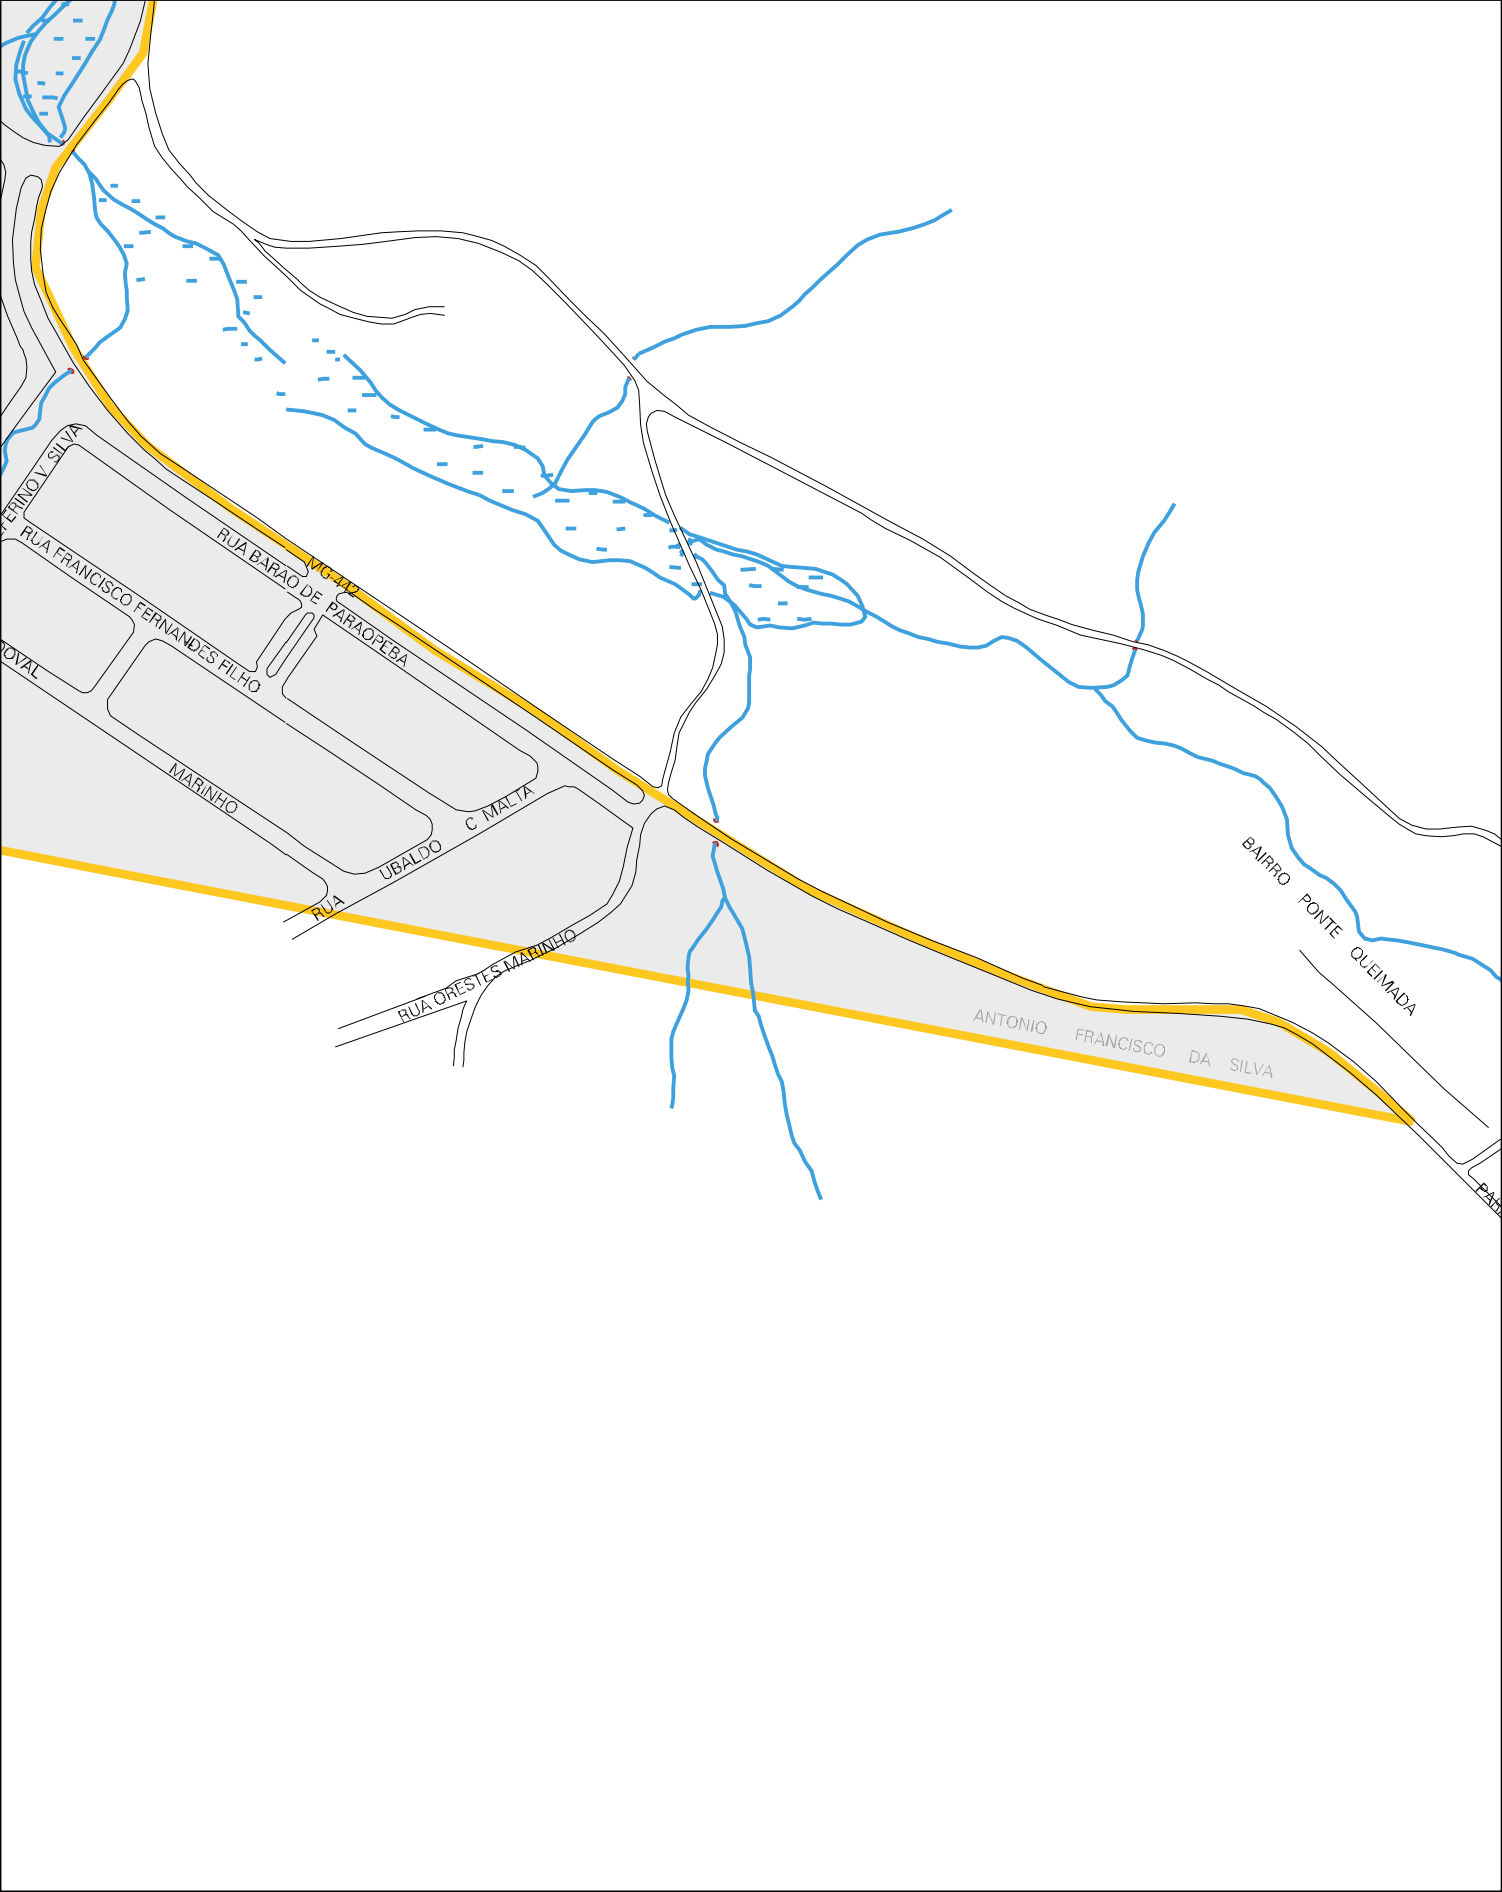 RUA BARAO DE PARAOPEBA
MG-442
RUA FRANCISCO FERNANDES FILHO
ERINO V SILVA
DOVAL
MARINHO
RUA UBALDO C MALTA
RUA ORESTES MARINHO
BAIRRO PONTE QUEIMADA
ANTONIO FRANCISCO DA SILVA